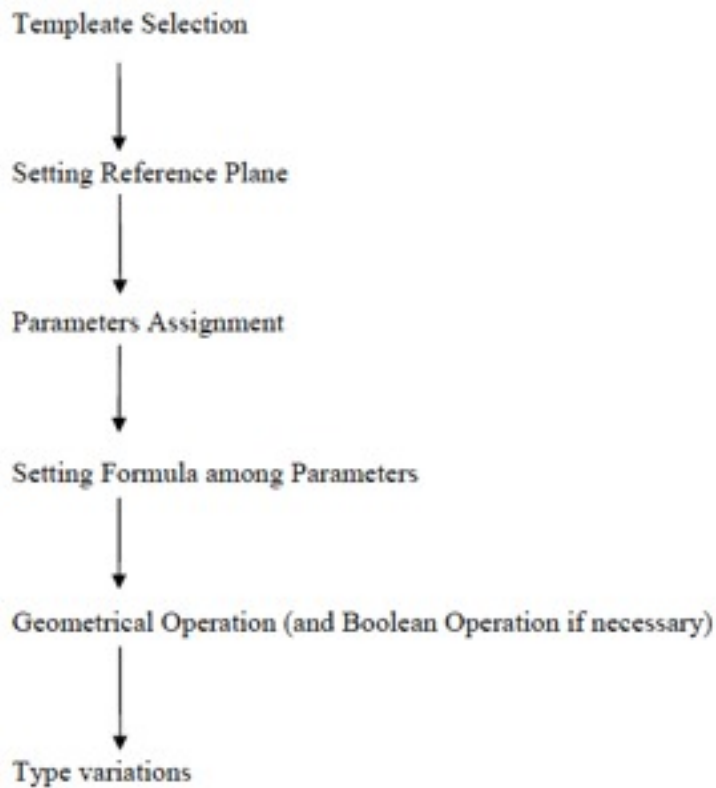 Templeate Selection
Setting Reference Plane
Parameters Assignment
Setting Formula among Parameters
Geometrical Operation (and Boolean Operation if necessary)
Type variations